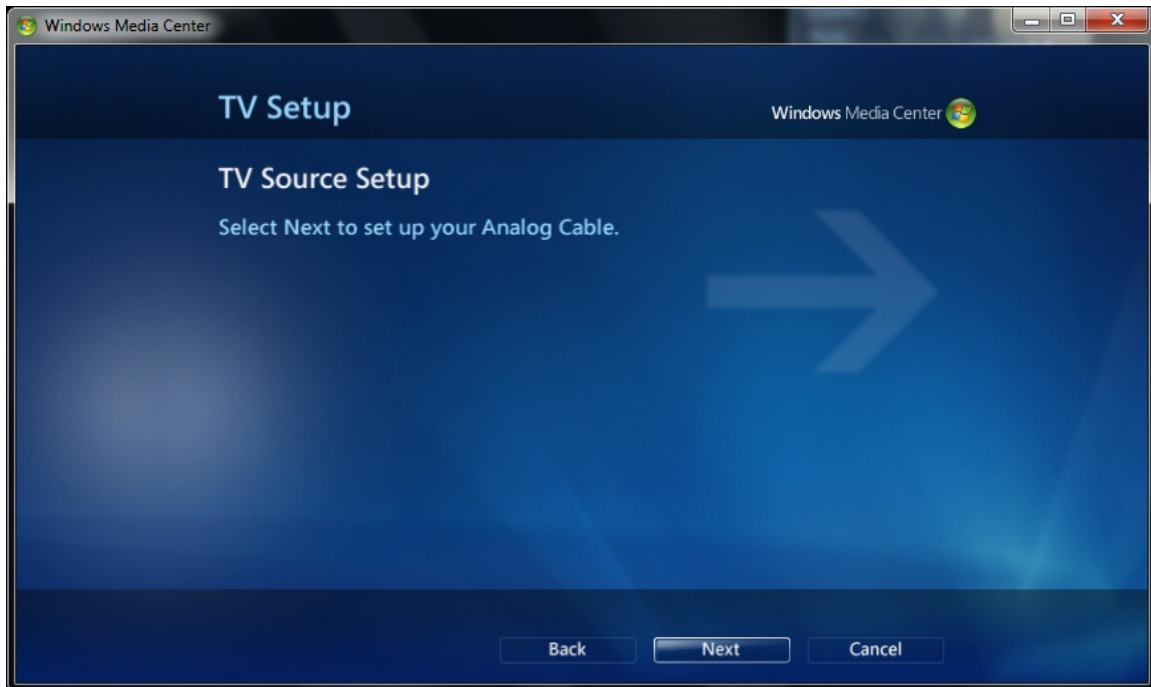 Windows Media Center
TV Setup
Windows Media Center
TV Source Setup
Select Next to set up your Analog Cable.
Back
Next
Cancel